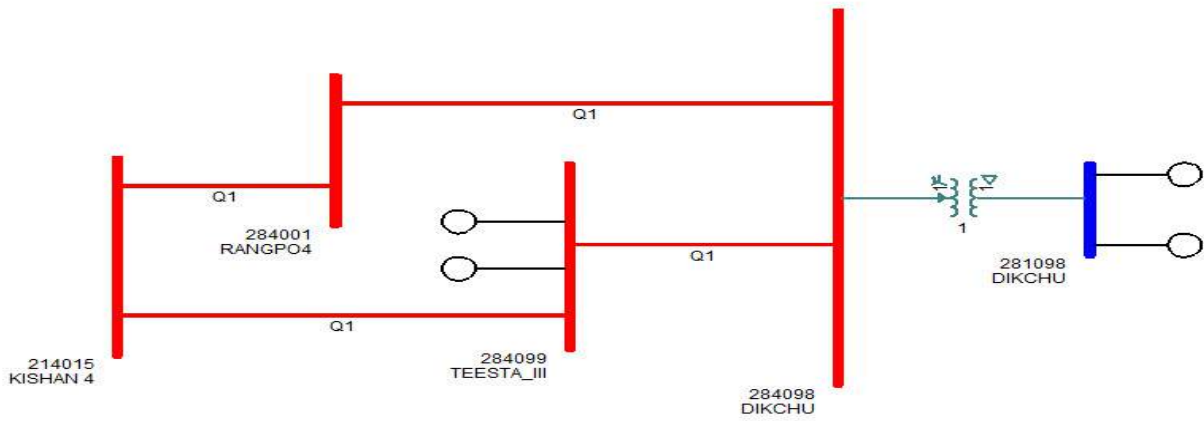 Q1
Q1
284001
RANGPO4
Q1
1
281098
DIKCHU
Q1
214015
KISHAN 4
284099
TEESTA_III
284098
DIKCHU